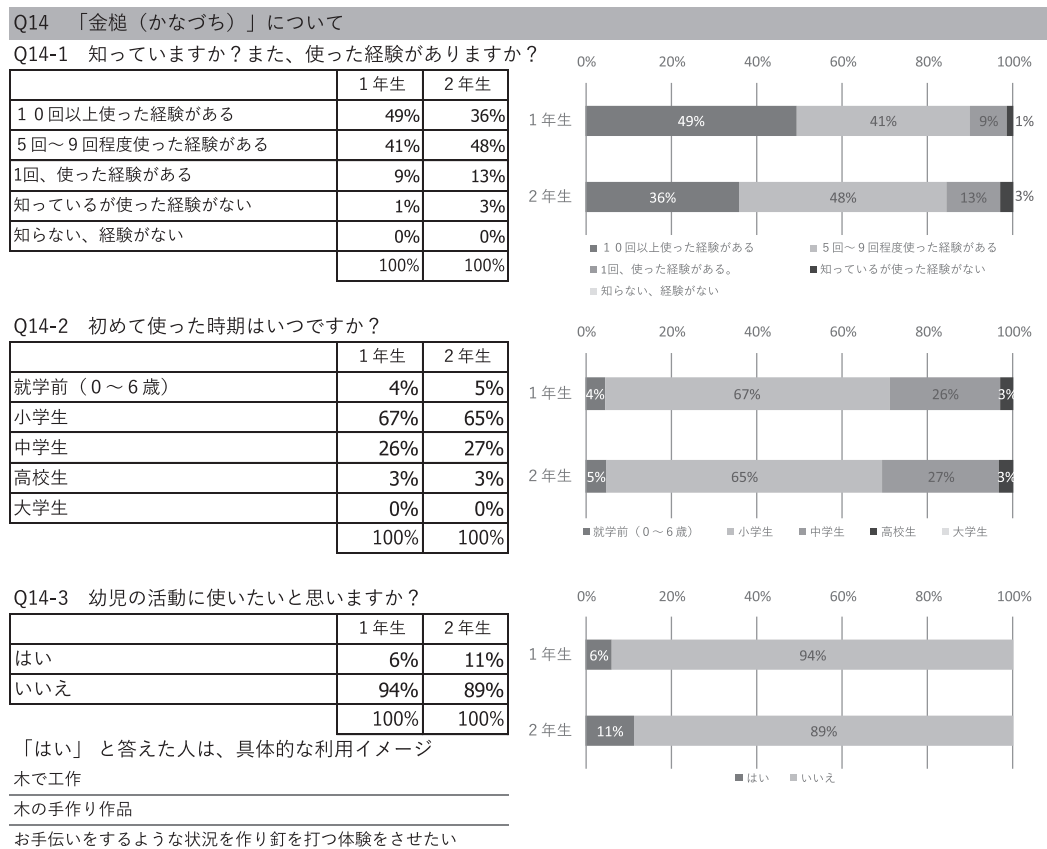 Q14　「金槌（かなづち）」について
Q14-1　知っていますか？また、使った経験がありますか？
１年生　２年生
１０回以上使った経験がある　49%　36%
５回～９回程度使った経験がある　41%　48%
1回、使った経験がある　9%　13%
知っているが使った経験がない　1%　3%
知らない、経験がない　0%　0%
100%　100%
0%　20%　40%　60%　80%　100%
１年生　49%　41%　9%　1%
２年生　36%　48%　13%　3%
１０回以上使った経験がある　５回～９回程度使った経験がある
1回、使った経験がある。　知っているが使った経験がない
知らない、経験がない
Q14-2　初めて使った時期はいつですか？
１年生　２年生
就学前（０～６歳）　4%　5%
小学生　67%　65%
中学生　26%　27%
高校生　3%　3%
大学生　0%　0%
100%　100%
0%　20%　40%　60%　80%　100%
１年生　4%　67%　26%　3%
２年生　5%　65%　27%　3%
就学前（０～６歳）　小学生　中学生　高校生　大学生
Q14-3　幼児の活動に使いたいと思いますか？
１年生　２年生
はい　6%　11%
いいえ　94%　89%
100%　100%
0%　20%　40%　60%　80%　100%
１年生　6%　94%
２年生　11%　89%
はい　いいえ
「はい」 と答えた人は、具体的な利用イメージ
木で工作
木の手作り作品
お手伝いをするような状況を作り釘を打つ体験をさせたい